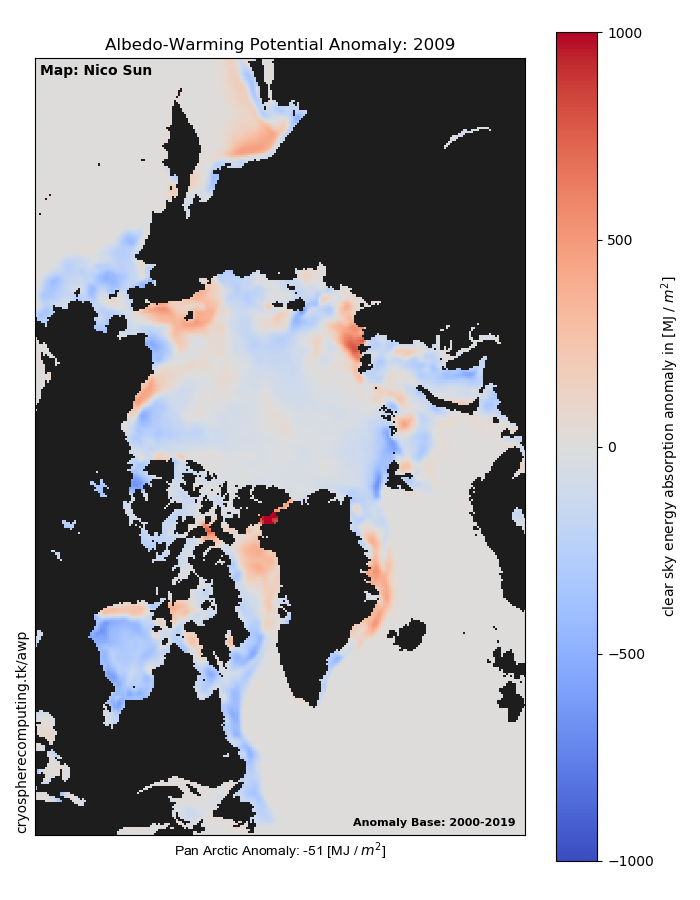 Albedo-Warming Potential Anomaly: 2009
Map: Nico Sun
1000
500
0
−500
−1000
clear sky energy absorption anomaly in [MJ / m²]
cryospherecomputing.tk/awp
Anomaly Base: 2000-2019
Pan Arctic Anomaly: -51 [MJ / m²]